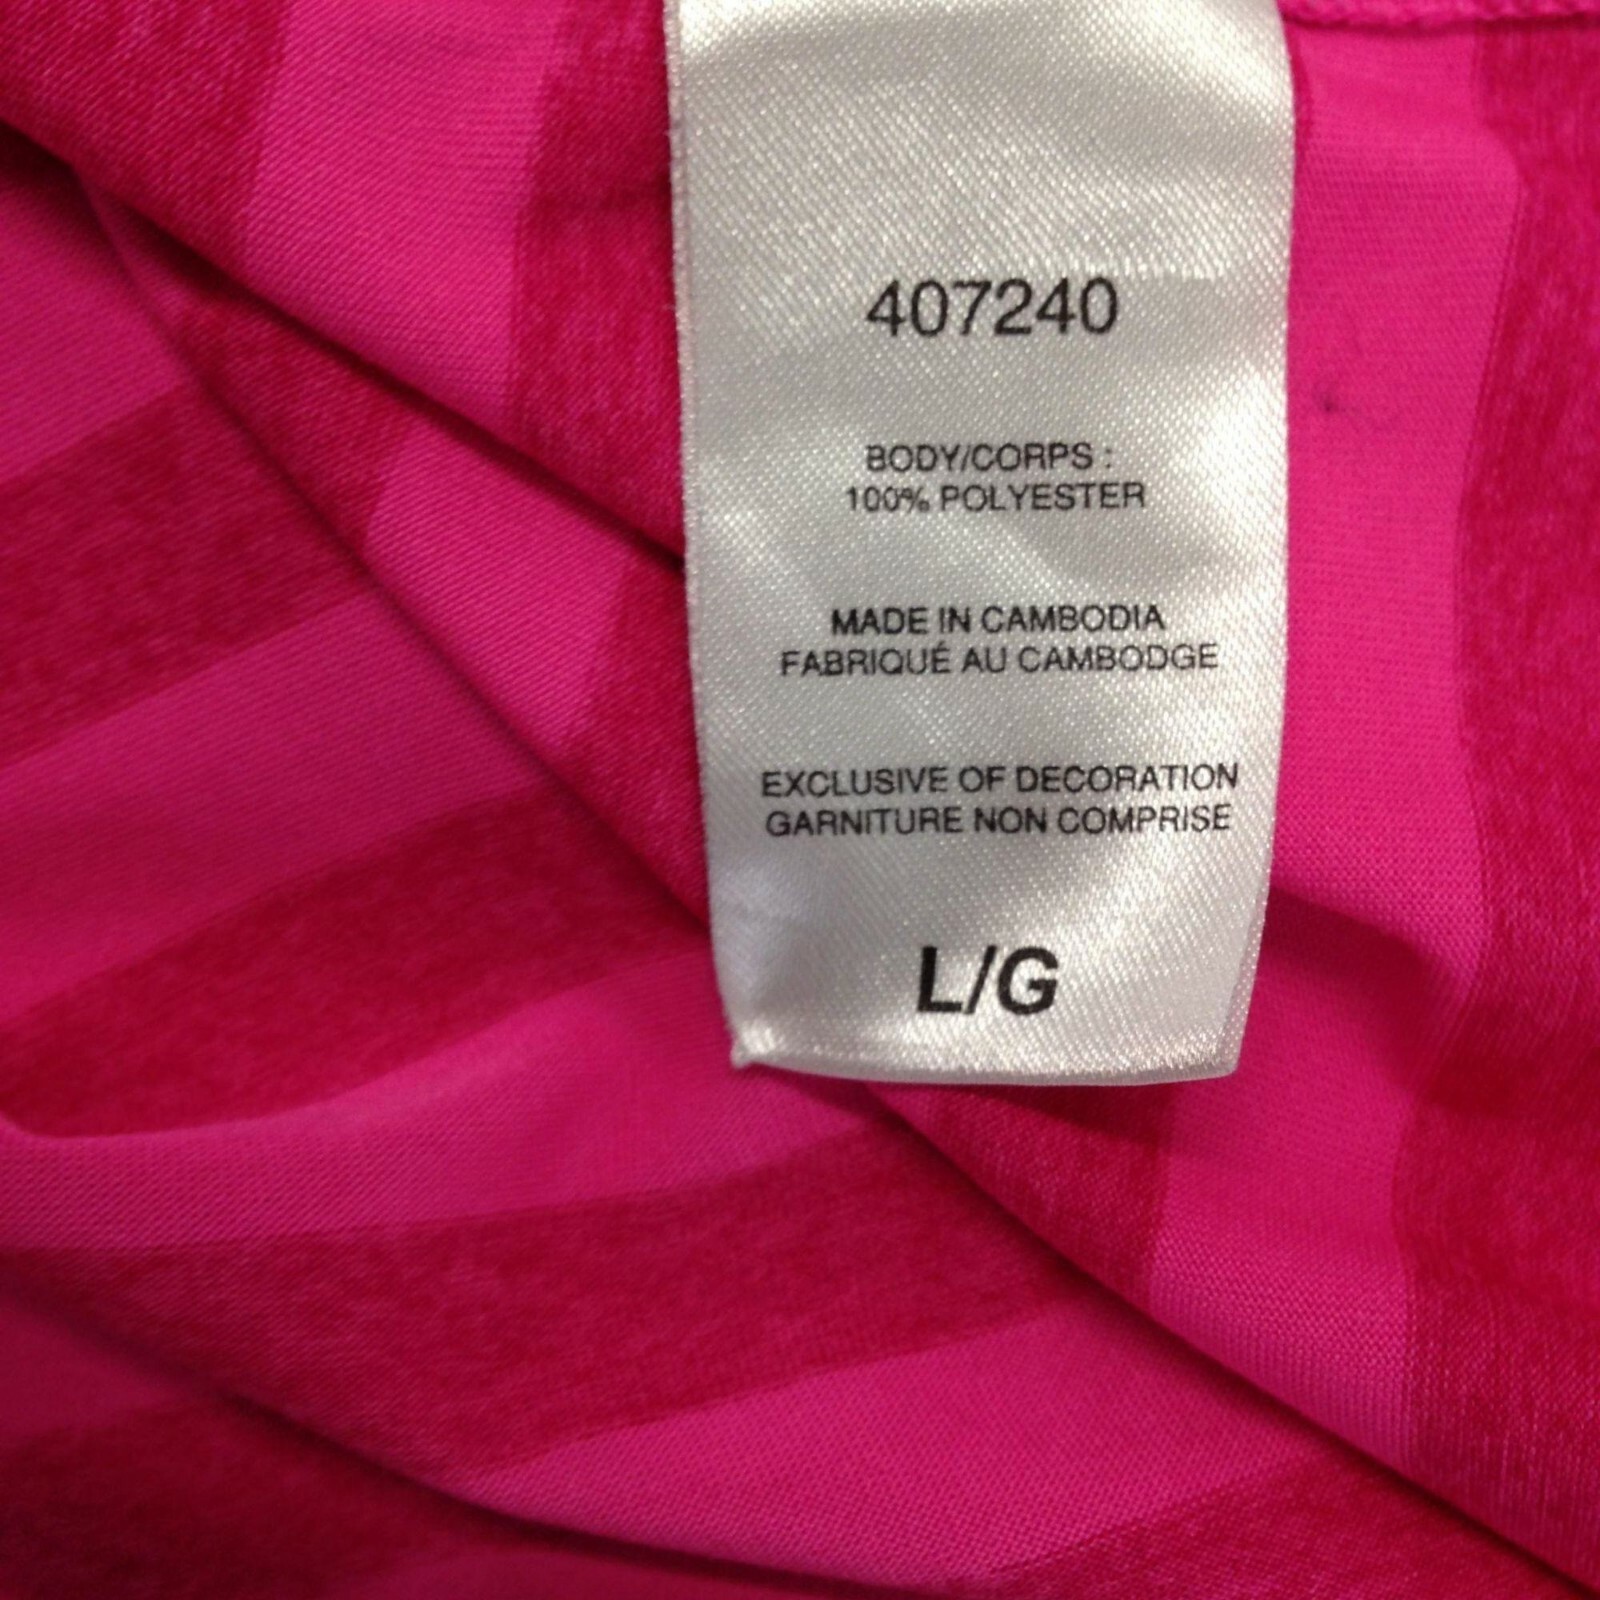 407240
BODY/CORPS :
100% POLYESTER
MADE IN CAMBODIA
FABRIQUÉ AU CAMBODGE
EXCLUSIVE OF DECORATION
GARNITURE NON COMPRISE
L/G